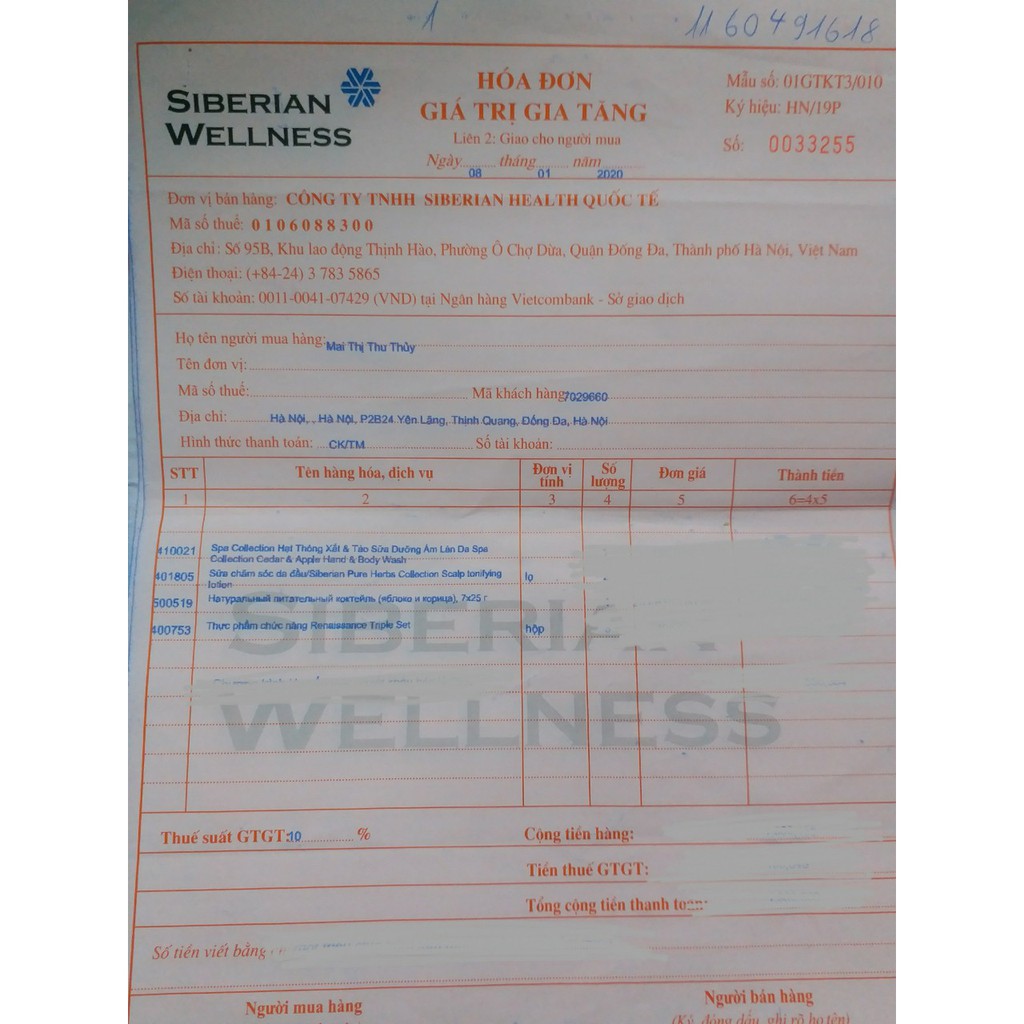 1 1160491618
SIBERIAN
WELLNESS
HÓA ĐƠN
GIÁ TRỊ GIA TĂNG
Liên 2: Giao cho người mua
Ngày 08 tháng 01 năm 2020
Mẫu số: 01GTKT3/010
Ký hiệu: HN/19P
Số: 0033255
Đơn vị bán hàng: CÔNG TY TNHH SIBERIAN HEALTH QUỐC TẾ
Mã số thuế: 0106088300
Địa chỉ: Số 95B, Khu lao động Thịnh Hào, Phường Ô Chợ Dừa, Quận Đống Đa, Thành phố Hà Nội, Việt Nam
Điện thoại: (+84-24) 3 783 5865
Số tài khoản: 0011-0041-07429 (VND) tại Ngân hàng Vietcombank - Sở giao dịch
Họ tên người mua hàng: Mai Thị Thu Thủy
Tên đơn vị:
Mã số thuế: Mã khách hàng 7029660
Địa chỉ: Hà Nội, , Hà Nội, P2B24 Yên Lãng, Thịnh Quang, Đống Đa, Hà Nội
Hình thức thanh toán: CK/TM Số tài khoản:
STT Tên hàng hóa, dịch vụ Đơn vị tính Số lượng Đơn giá Thành tiền
1 2 3 4 5 6=4x5
410021 Spa Collection Hạt Thông Xất & Táo Sữa Dưỡng Ẩm Làn Da Spa
Collection Cedar & Apple Hand & Body Wash
401805 Sữa chăm sóc da đầu/Siberian Pure Herbs Collection Scalp tonifying lọ
lotion
500519 Натуральный питательный коктейль (яблоко и корица), 7x25 г
400753 Thực phẩm chức năng Renaissance Triple Set hộp
SIBERIAN
WELLNESS
Thuế suất GTGT: 10 % Cộng tiền hàng:
Tiền thuế GTGT:
Tổng cộng tiền thanh toán:
Số tiền viết bằng
Người mua hàng Người bán hàng
(Ký, đóng dấu, ghi rõ họ tên)